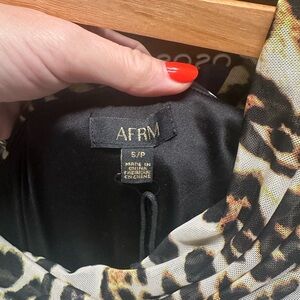 AFRM
S/P
MADE IN
CHINA
FABRIQUÉ
EN CHINE